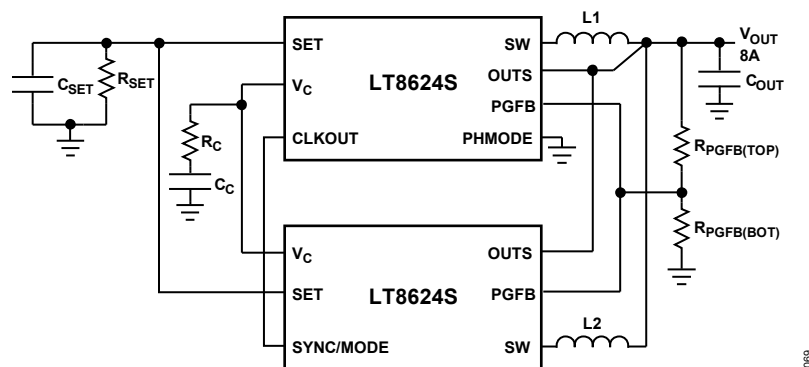 L1
SET
SW
V_OUT
8A
C_SET
R_SET
OUTS
V_C
LT8624S
C_OUT
PGFB
R_C
CLKOUT
PHMODE
R_PGFB(TOP)
C_C
V_C
OUTS
R_PGFB(BOT)
SET
LT8624S
PGFB
L2
SYNC/MODE
SW
069